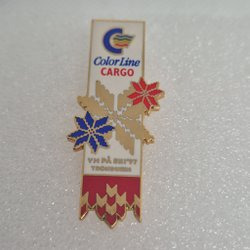 Color Line
CARGO
VM PÅ SKI '97
TRONDHEIM